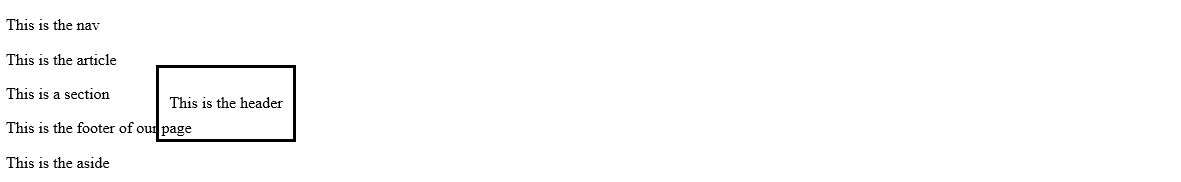 This is the nav
This is the article
This is a section
This is the header
This is the footer of our page
This is the aside